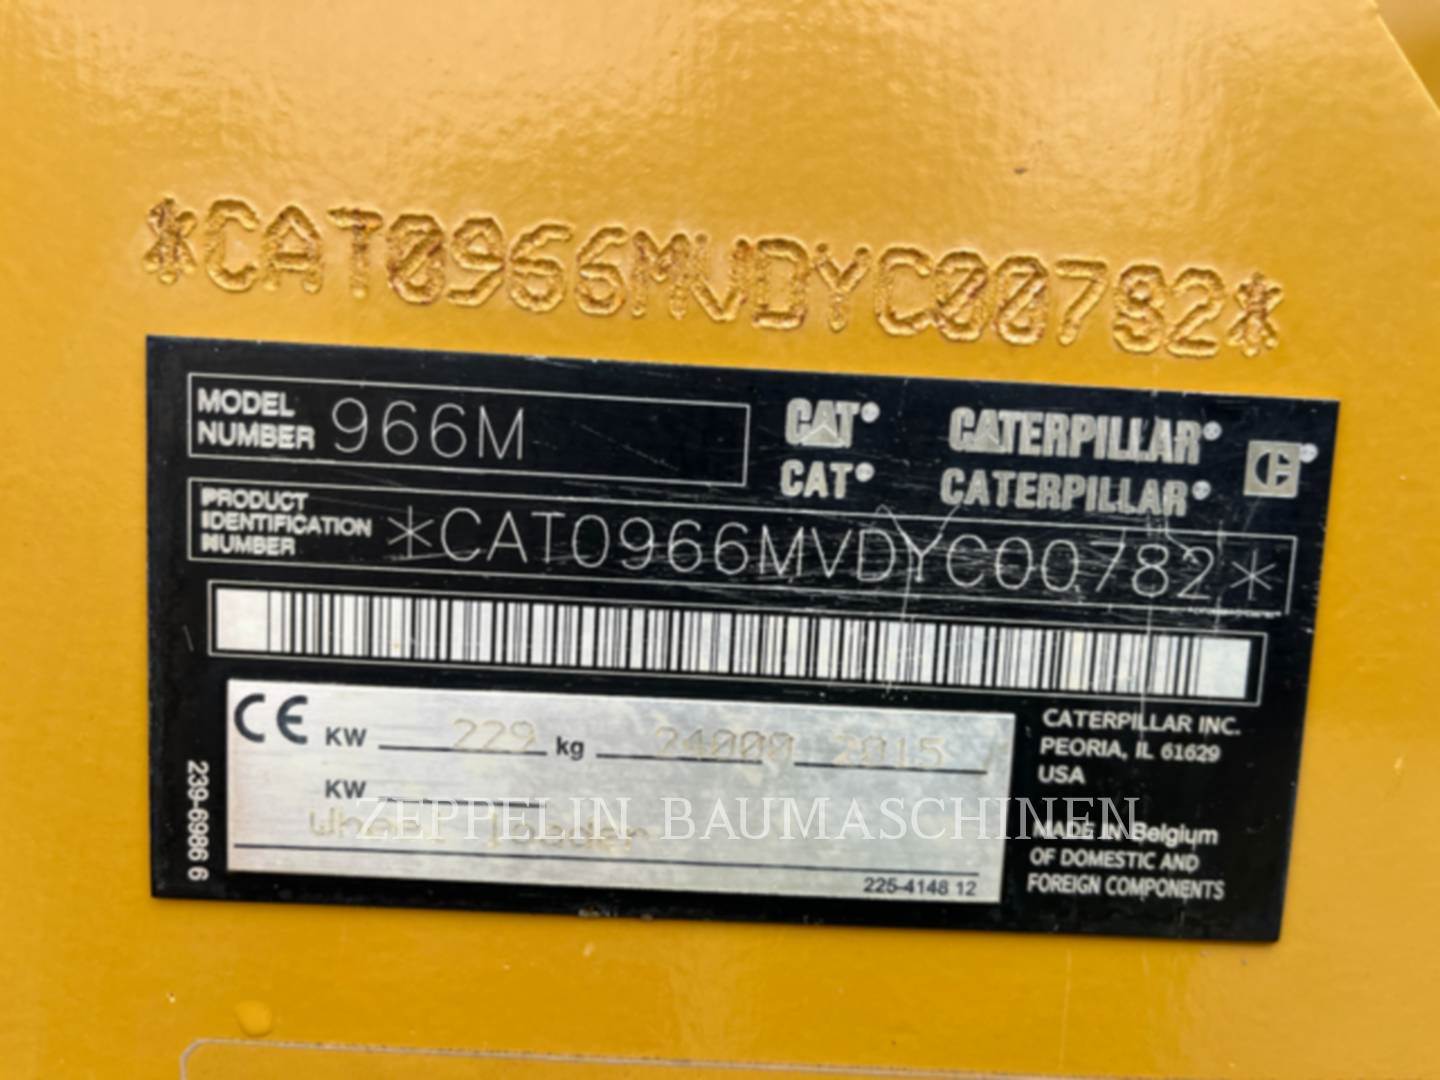 *CAT0966MVDYC00782*
MODEL NUMBER 966M
CAT® CATERPILLAR®
CAT® CATERPILLAR®
PRODUCT IDENTIFICATION NUMBER *CAT0966MVDYC00782*
CE KW 229 kg 24000 2015
KW
Wheel loader
225-4148 12
239-6986 6
CATERPILLAR INC.
PEORIA, IL 61629
USA
MADE IN Belgium
OF DOMESTIC AND
FOREIGN COMPONENTS
ZEPPELIN BAUMASCHINEN